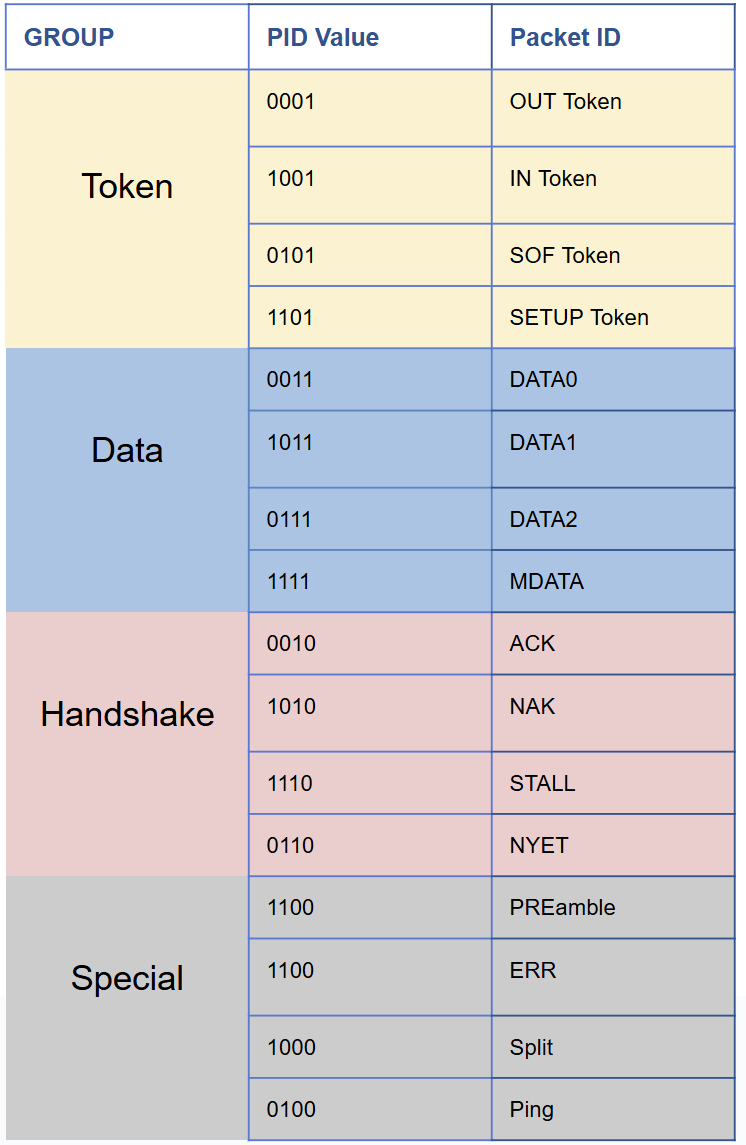 GROUP PID Value Packet ID
Token
0001 OUT Token
1001 IN Token
0101 SOF Token
1101 SETUP Token
Data
0011 DATA0
1011 DATA1
0111 DATA2
1111 MDATA
Handshake
0010 ACK
1010 NAK
1110 STALL
0110 NYET
Special
1100 PREamble
1100 ERR
1000 Split
0100 Ping